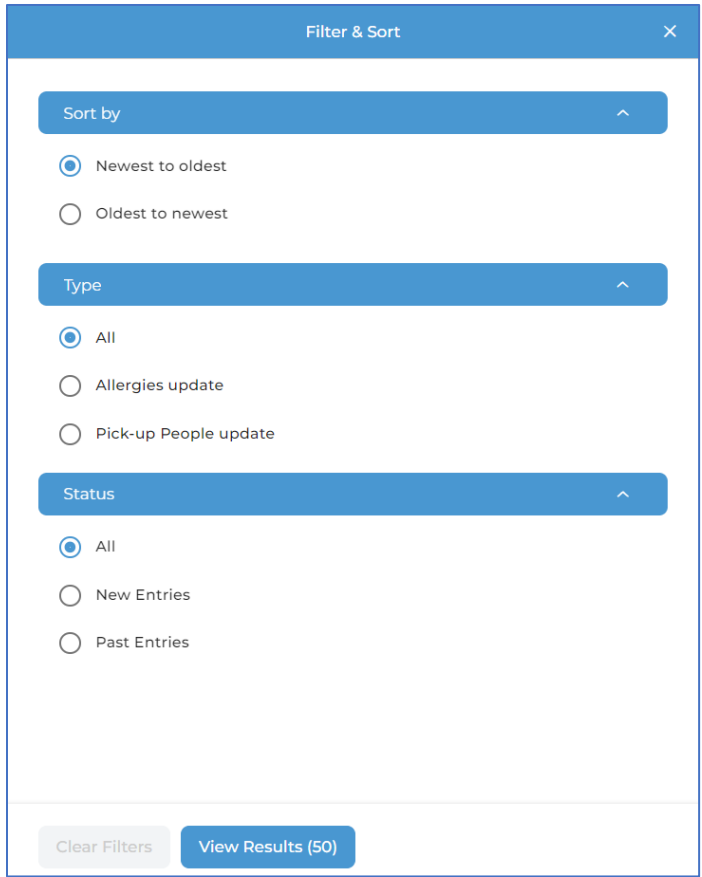 Filter & Sort
Sort by
Newest to oldest
Oldest to newest
Type
All
Allergies update
Pick-up People update
Status
All
New Entries
Past Entries
Clear Filters
View Results (50)